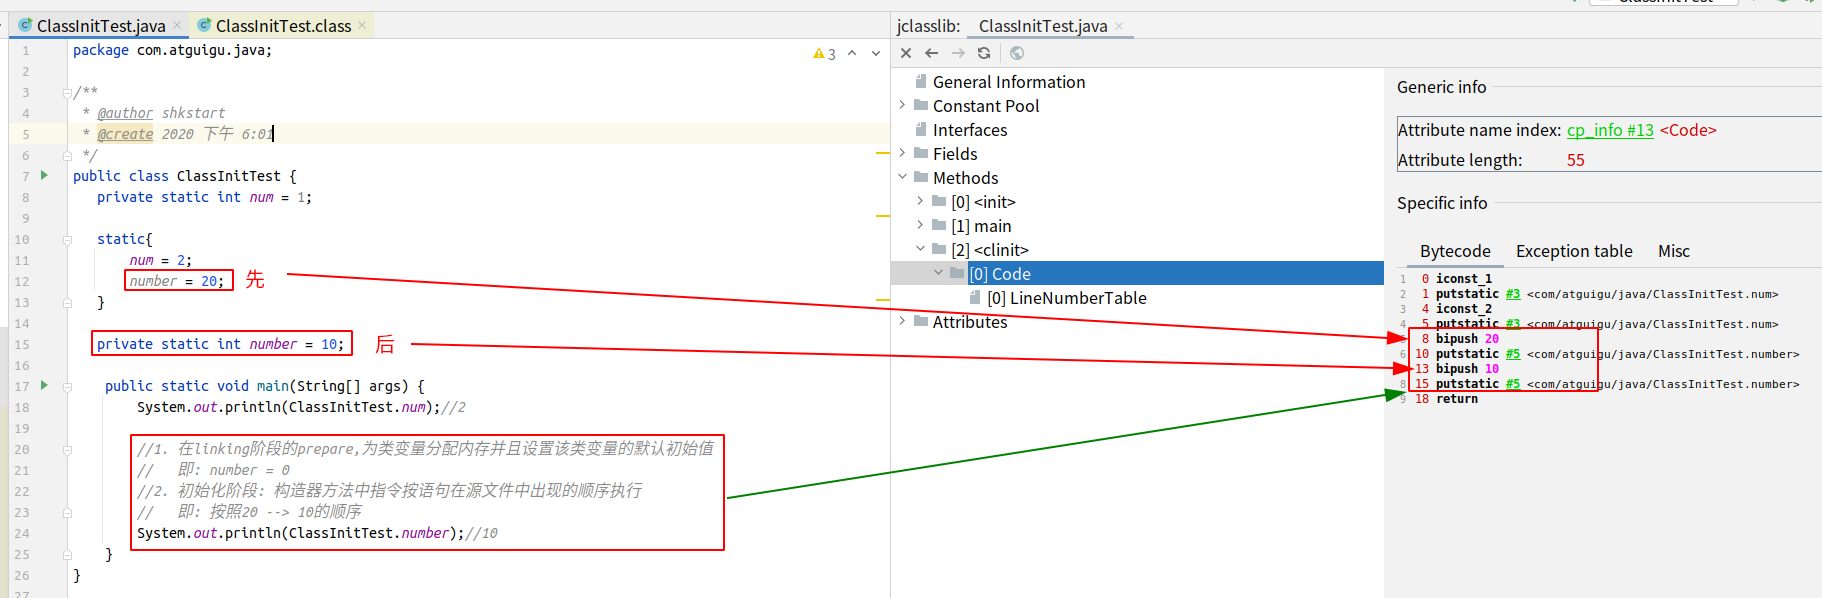 ClassInitTest.java
ClassInitTest.class
jclasslib:
ClassInitTest.java
3
1 package com.atguigu.java;
2
3 /**
4 * @author shkstart
5 * @create 2020 下午 6:01
6 */
7 public class ClassInitTest {
8 private static int num = 1;
9
10 static{
11 num = 2;
12 number = 20; 先
13 }
14
15 private static int number = 10; 后
16
17 public static void main(String[] args) {
18 System.out.println(ClassInitTest.num);//2
19
20 //1. 在linking阶段的prepare,为类变量分配内存并且设置该类变量的默认初始值
21 // 即: number = 0
22 //2. 初始化阶段: 构造器方法中指令按语句在源文件中出现的顺序执行
23 // 即: 按照20 --> 10的顺序
24 System.out.println(ClassInitTest.number);//10
25 }
26 }
27
General Information
Constant Pool
Interfaces
Fields
Methods
[0] <init>
[1] main
[2] <clinit>
[0] Code
[0] LineNumberTable
Attributes
Generic info
Attribute name index: cp_info #13 <Code>
Attribute length: 55
Specific info
Bytecode Exception table Misc
1 0 iconst_1
2 1 putstatic #3 <com/atguigu/java/ClassInitTest.num>
3 4 iconst_2
4 5 putstatic #3 <com/atguigu/java/ClassInitTest.num>
8 bipush 20
6 10 putstatic #5 <com/atguigu/java/ClassInitTest.number>
13 bipush 10
8 15 putstatic #5 <com/atguigu/java/ClassInitTest.number>
9 18 return